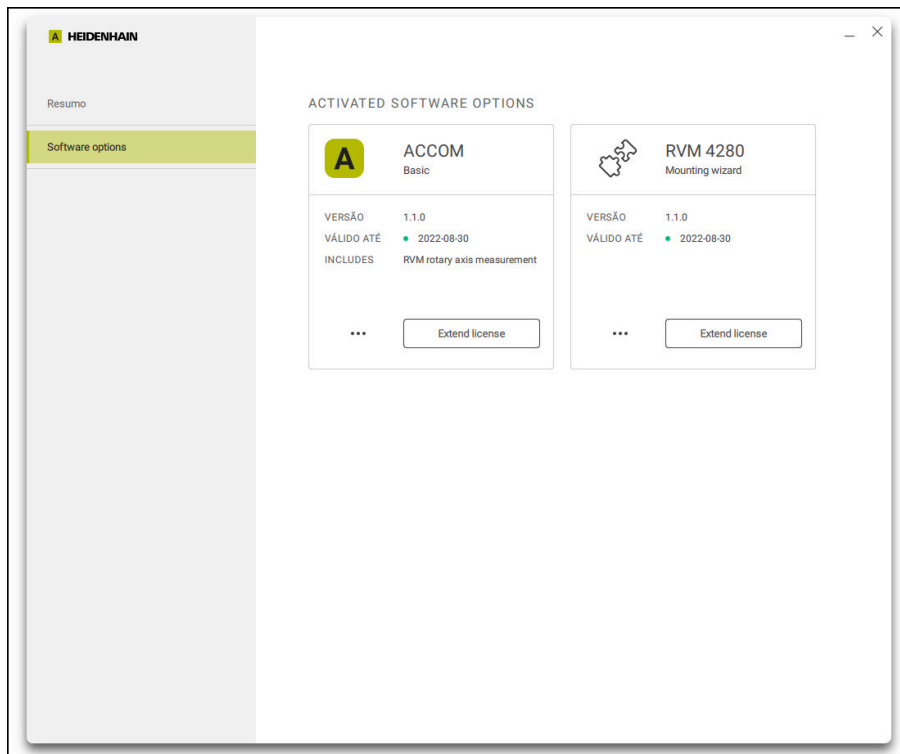 A HEIDENHAIN
Resumo
Software options
ACTIVATED SOFTWARE OPTIONS
A
ACCOM
Basic
VERSÃO 1.1.0
VÁLIDO ATÉ 2022-08-30
INCLUDES RVM rotary axis measurement
Extend license
RVM 4280
Mounting wizard
VERSÃO 1.1.0
VÁLIDO ATÉ 2022-08-30
Extend license